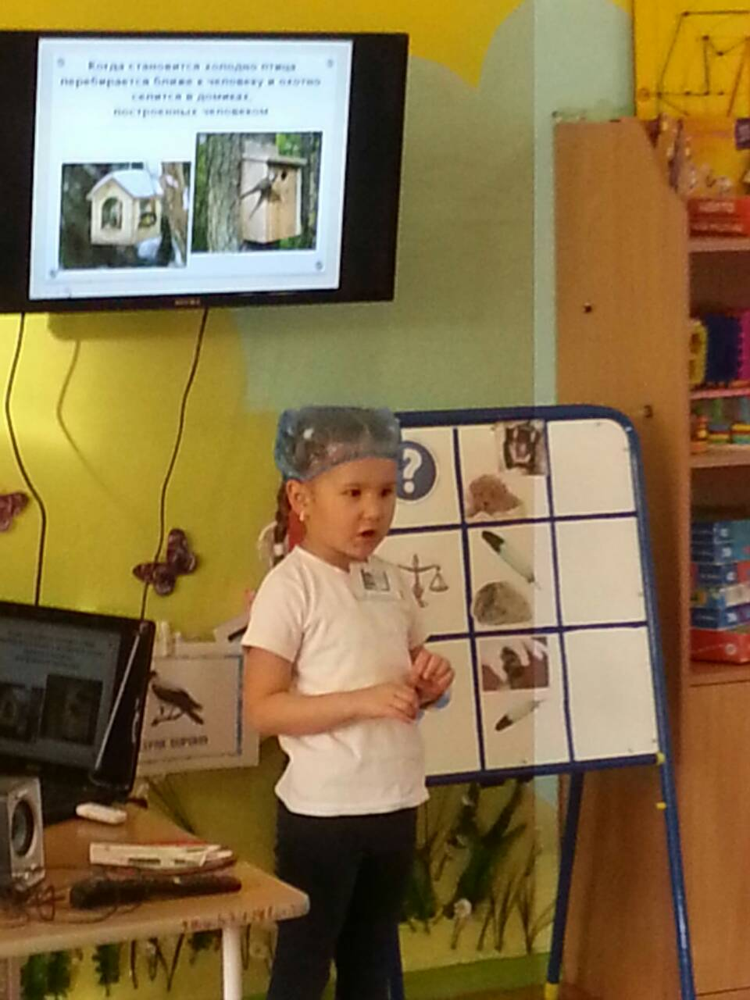 Когда становится холодно птица
перебирается ближе к человеку и охотно
селится в домиках,
построенных человеком
?